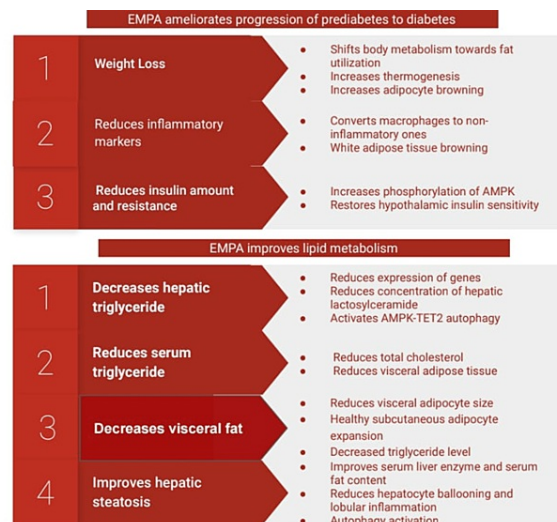 EMPA ameliorates progression of prediabetes to diabetes
1
Weight Loss
• Shifts body metabolism towards fat
utilization
• Increases thermogenesis
• Increases adipocyte browning
2
Reduces inflammatory
markers
• Converts macrophages to non-
inflammatory ones
• White adipose tissue browning
3
Reduces insulin amount
and resistance
• Increases phosphorylation of AMPK
• Restores hypothalamic insulin sensitivity
EMPA improves lipid metabolism
1
Decreases hepatic
triglyceride
• Reduces expression of genes
• Reduces concentration of hepatic
lactosylceramide
• Activates AMPK-TET2 autophagy
2
Reduces serum
triglyceride
• Reduces total cholesterol
• Reduces visceral adipose tissue
3
Decreases visceral fat
• Reduces visceral adipocyte size
• Healthy subcutaneous adipocyte
expansion
• Decreased triglyceride level
4
Improves hepatic
steatosis
• Improves serum liver enzyme and serum
fat content
• Reduces hepatocyte ballooning and
lobular inflammation
• Autophagy activation